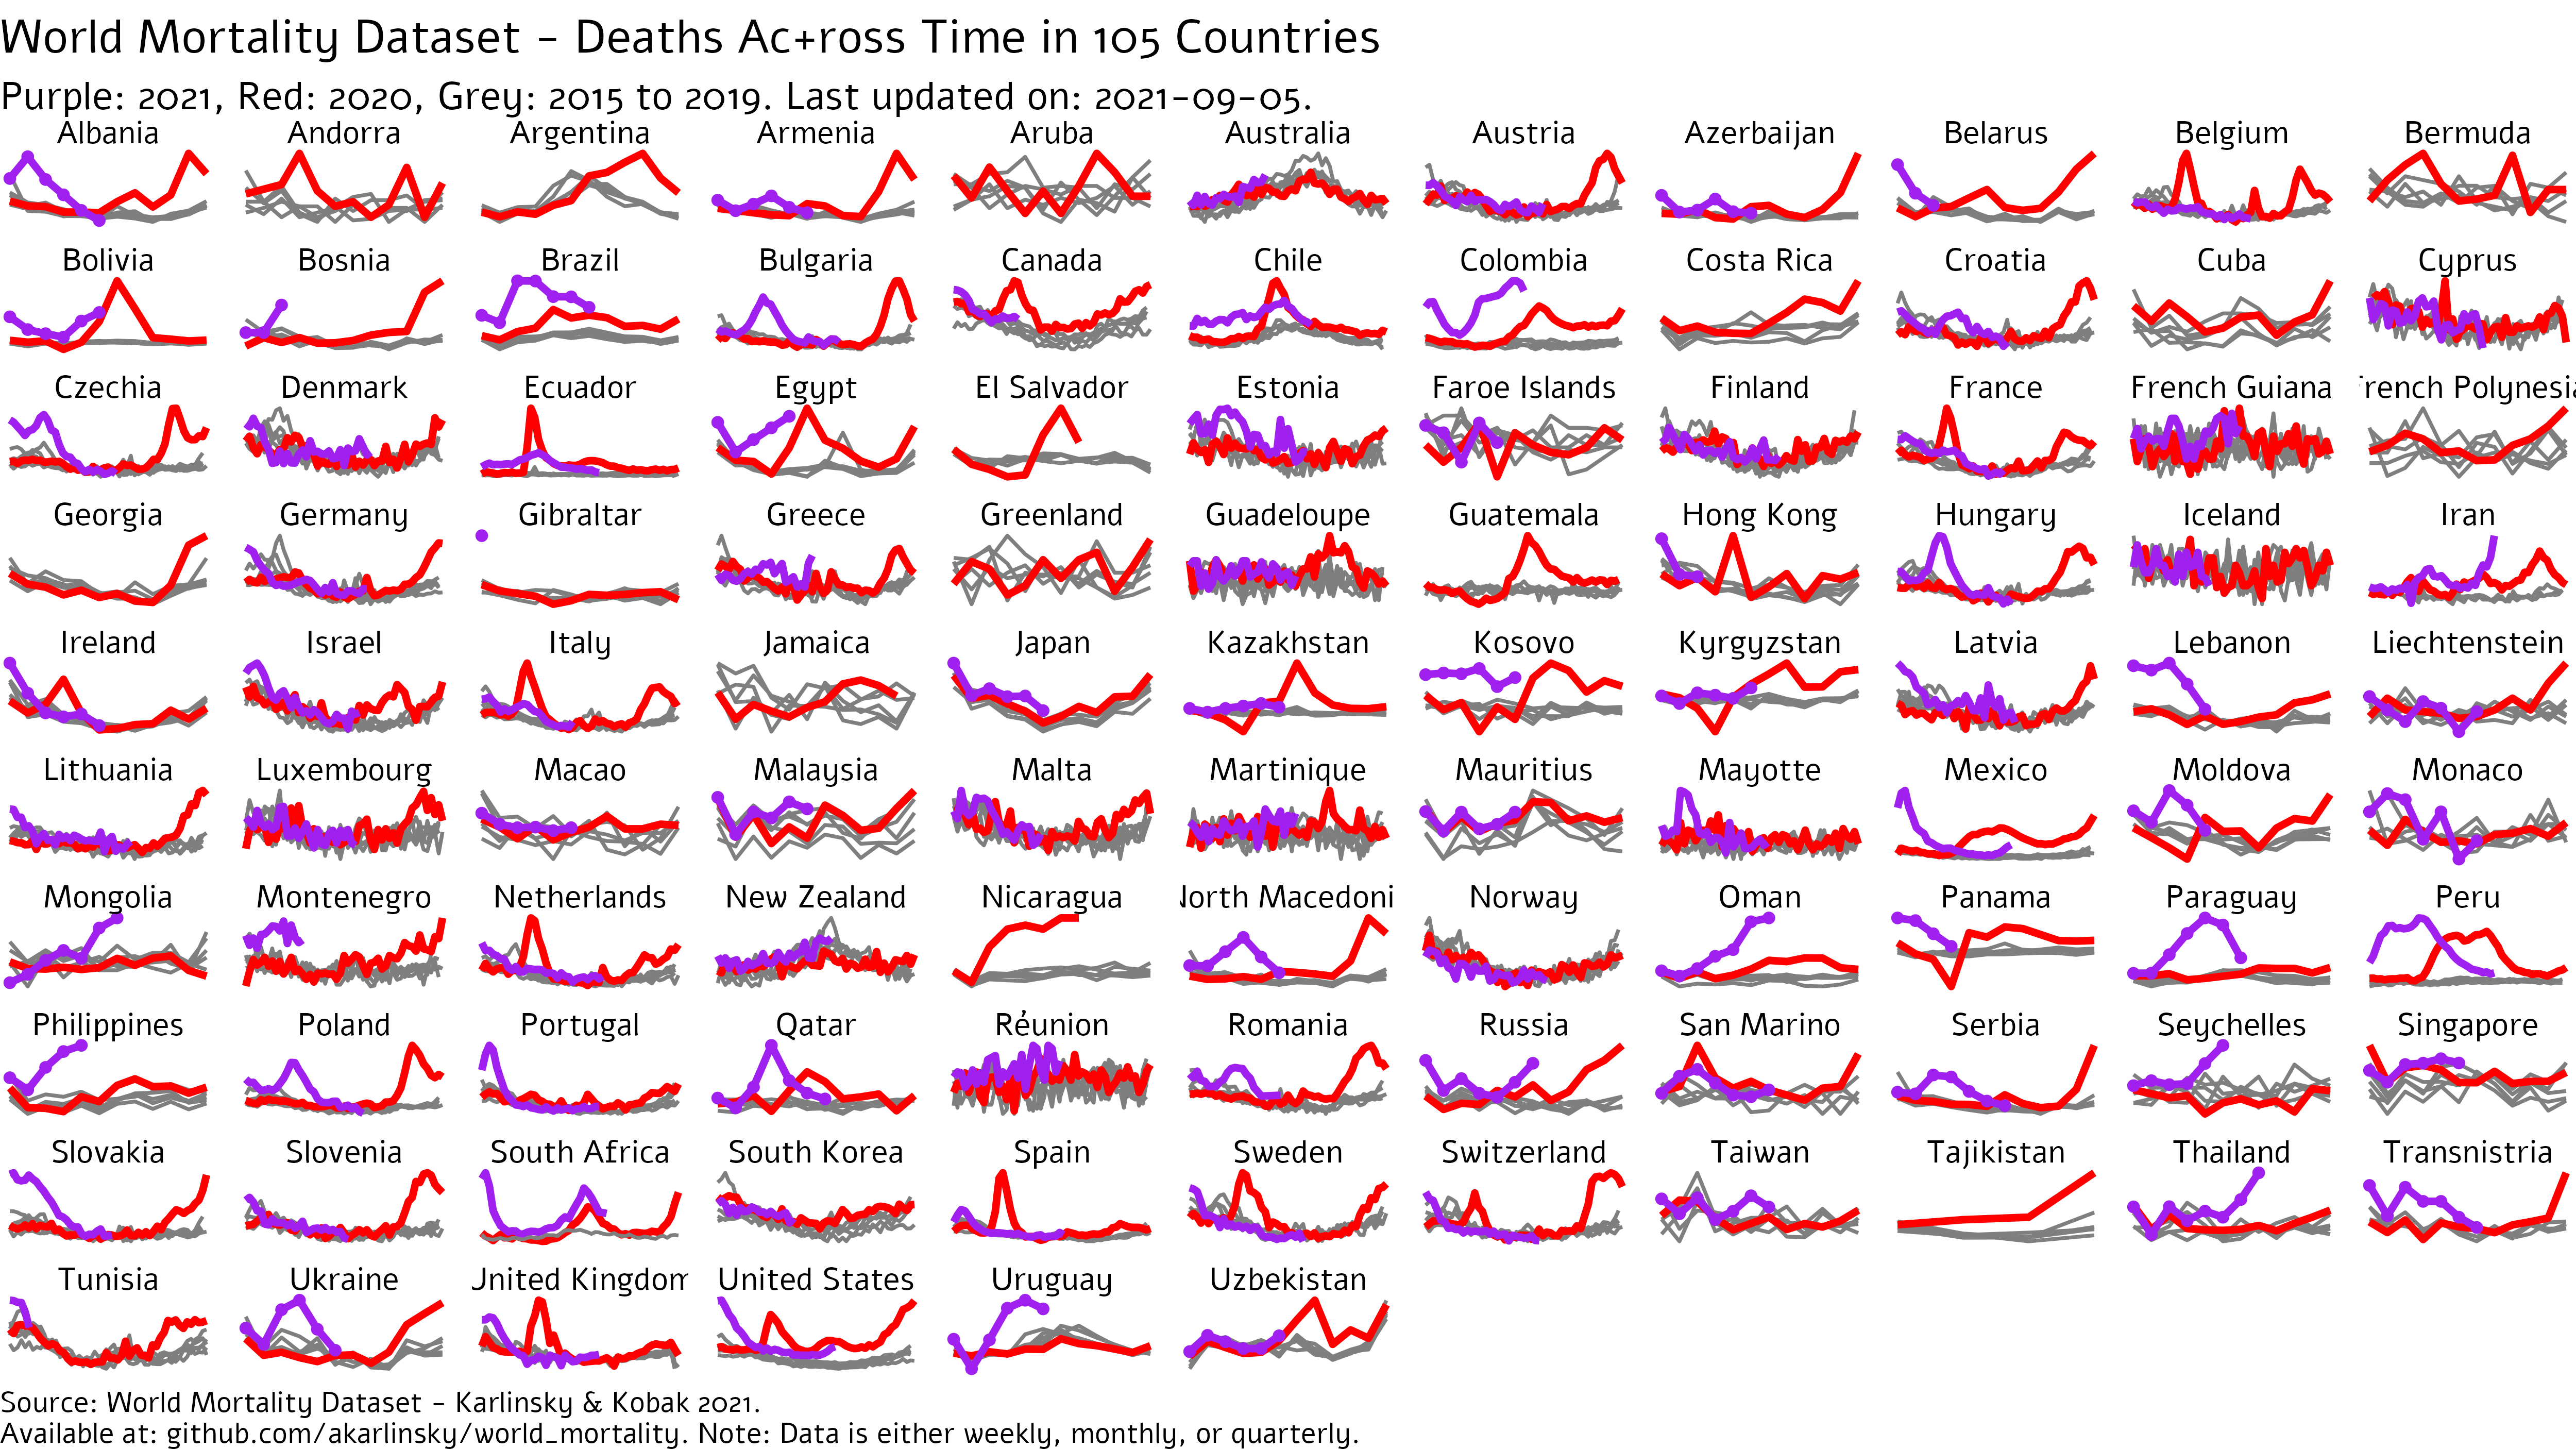 World Mortality Dataset - Deaths Ac+ross Time in 105 Countries
Purple: 2021, Red: 2020, Grey: 2015 to 2019. Last updated on: 2021-09-05.
Albania Andorra Argentina Armenia Aruba Australia Austria Azerbaijan Belarus Belgium Bermuda
Bolivia Bosnia Brazil Bulgaria Canada Chile Colombia Costa Rica Croatia Cuba Cyprus
Czechia Denmark Ecuador Egypt El Salvador Estonia Faroe Islands Finland France French Guiana French Polynesia
Georgia Germany Gibraltar Greece Greenland Guadeloupe Guatemala Hong Kong Hungary Iceland Iran
Ireland Israel Italy Jamaica Japan Kazakhstan Kosovo Kyrgyzstan Latvia Lebanon Liechtenstein
Lithuania Luxembourg Macao Malaysia Malta Martinique Mauritius Mayotte Mexico Moldova Monaco
Mongolia Montenegro Netherlands New Zealand Nicaragua North Macedoni Norway Oman Panama Paraguay Peru
Philippines Poland Portugal Qatar Réunion Romania Russia San Marino Serbia Seychelles Singapore
Slovakia Slovenia South Africa South Korea Spain Sweden Switzerland Taiwan Tajikistan Thailand Transnistria
Tunisia Ukraine United Kingdom United States Uruguay Uzbekistan
Source: World Mortality Dataset - Karlinsky & Kobak 2021.
Available at: github.com/akarlinsky/world_mortality. Note: Data is either weekly, monthly, or quarterly.